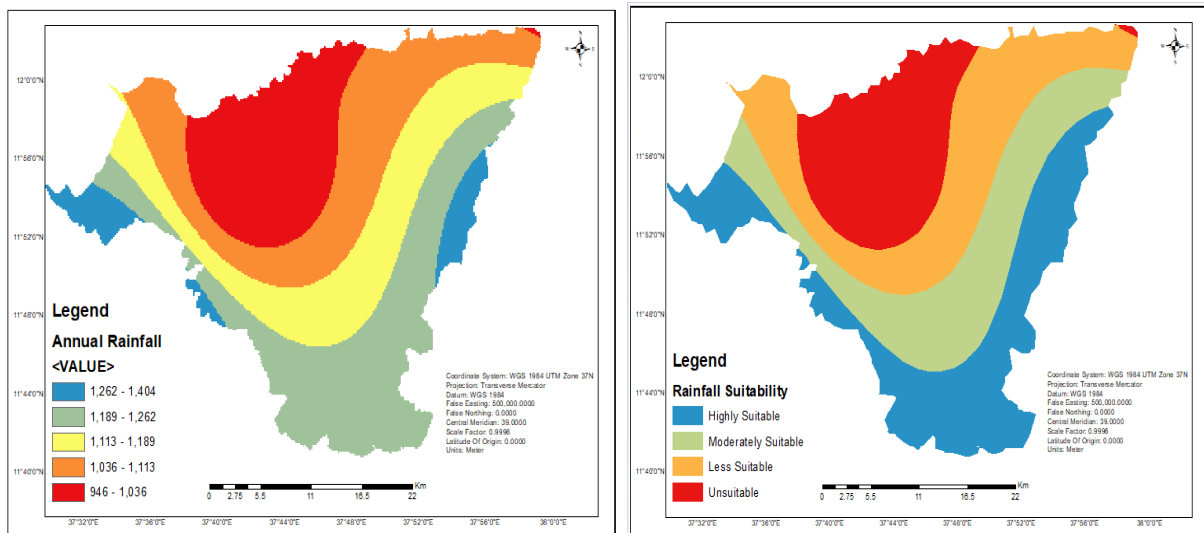 N
W E
S
12°0'0"N
11°56'0"N
11°52'0"N
11°48'0"N
11°44'0"N
11°40'0"N
Legend
Annual Rainfall
<VALUE>
1,262 - 1,404
1,189 - 1,262
1,113 - 1,189
1,036 - 1,113
946 - 1,036
Coordinate System: WGS 1984 UTM Zone 37N
Projection: Transverse Mercator
Datum: WGS 1984
False Easting: 500,000.0000
False Northing: 0.0000
Central Meridian: 39.0000
Scale Factor: 0.9996
Latitude Of Origin: 0.0000
Units: Meter
Km
0 2.75 5.5 11 16.5 22
37°32'0"E 37°36'0"E 37°40'0"E 37°44'0"E 37°48'0"E 37°52'0"E 37°56'0"E 38°0'0"E
N
W E
S
12°0'0"N
11°56'0"N
11°52'0"N
11°48'0"N
11°44'0"N
11°40'0"N
Legend
Rainfall Suitability
Highly Suitable
Moderately Suitable
Less Suitable
Unsuitable
Coordinate System: WGS 1984 UTM Zone 37N
Projection: Transverse Mercator
Datum: WGS 1984
False Easting: 500,000.0000
False Northing: 0.0000
Central Meridian: 39.0000
Scale Factor: 0.9996
Latitude Of Origin: 0.0000
Units: Meter
Km
0 2.75 5.5 11 16.5 22
37°32'0"E 37°36'0"E 37°40'0"E 37°44'0"E 37°48'0"E 37°52'0"E 37°56'0"E 38°0'0"E